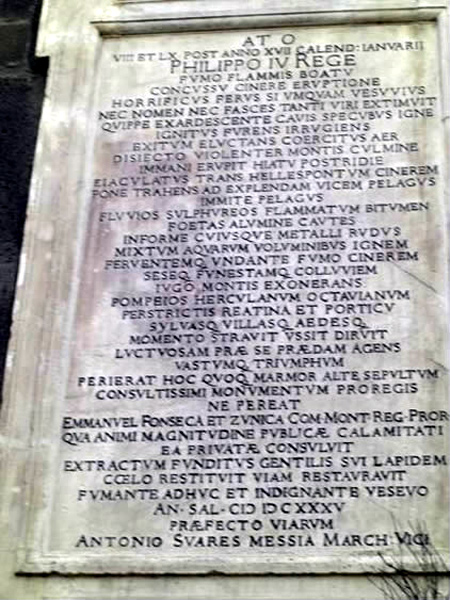 AT O
VIII ET LX POST ANNO XVII CALEND: IANVARII
PHILIPPO IV REGE
FVMO FLAMMIS BOATV
CONCVSSV CINERE ERVPTIONE
HORRIFICVS FERVS SI VMQVAM VESVVIVS
NEC NOMEN NEC FASCES TANTI VIRI EXTIMVIT
QVIPPE EXARDESCENTE CAVIS SPECVBVS IGNE
IGNITVS FVRENS IRRVGIENS
EXITVM ELVCTANS COERCITVS AER
DISIECTO VIOLENTER MONTIS CVLMINE
IMMANI ERVPIT HIATV POSTRIDIE
EIACVLATVS TRANS HELLESPONTVM CINEREM
PONE TRAHENS AD EXPLENDAM VICEM PELAGVS
IMMITE PELAGVS
FLVVIOS SVLPHVREOS FLAMMATVM BITVMEN
FOETAS ALVMINE CAVTES
INFORME CVIVSQVE METALLI RVDVS
MIXTVM AQVARVM VOLVMINIBVS IGNEM
FERVENTEMQ VNDANTE FVMO CINEREM
SESEQ FVNESTAMQ COLLVVIEM
IVGO MONTIS EXONERANS
POMPEIOS HERCVLANVM OCTAVIANVM
PERSTRICTIS REATINA ET PORTICV
SYLVASQ VILLASQ AEDESQ
MOMENTO STRAVIT VSSIT DIRVIT
LVCTVOSAM PRÆ SE PRÆDAM AGENS
VASTVMQ TRIVMPHVM
PERIERAT HOC QVOQ MARMOR ALTE SEPVLTVM
CONSVLTISSIMI MONVMENTVM PROREGIS
NE PEREAT
EMMANVEL FONSECA ET ZVNICA COM·MONT REG·PROR
QVA ANIMI MAGNITVDINE PVBLICÆ CALAMITATI
EA PRIVATÆ CONSVLVIT
EXTRACTVM FVNDITVS GENTILIS SVI LAPIDEM
COELO RESTITVIT VIAM RESTAVRAVIT
FVMANTE ADHVC ET INDIGNANTE VESEVO
AN·SAL·CIƆ IƆCXXXV
PRÆFECTO VIARVM
ANTONIO SVARES MESSIA MARCH: VICI